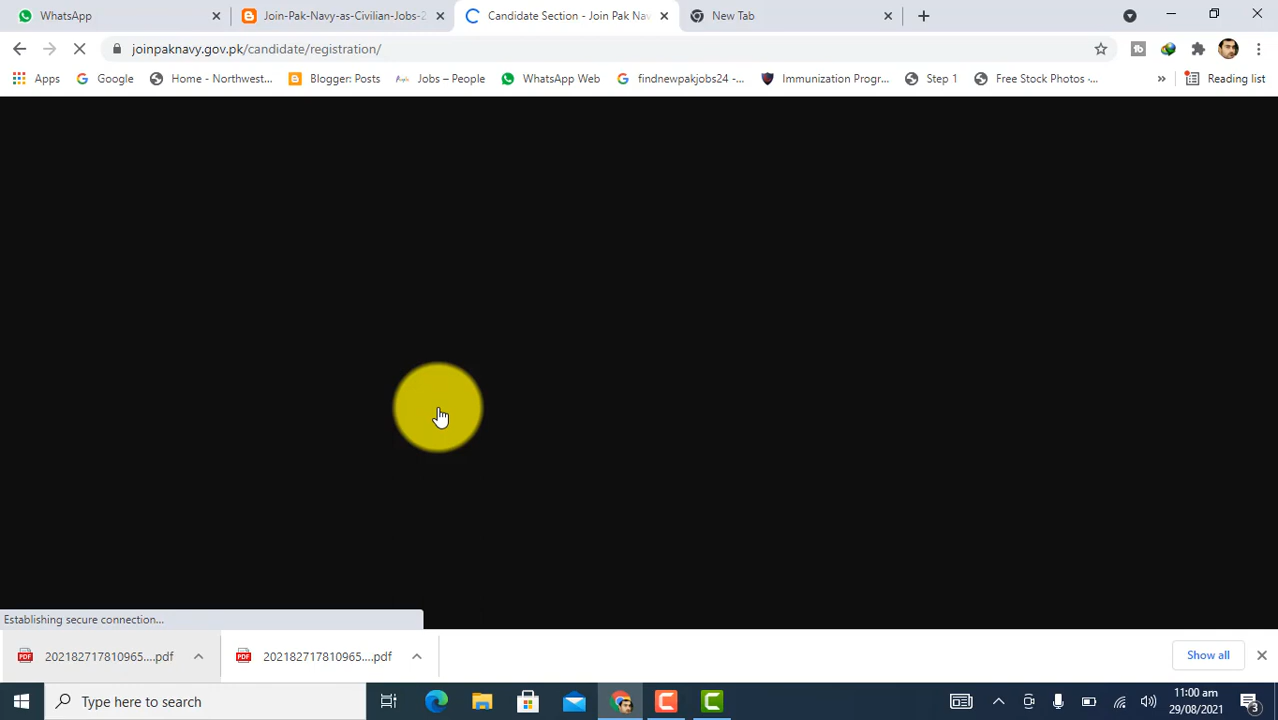 WhatsApp
Join-Pak-Navy-as-Civilian-Jobs-2
Candidate Section - Join Pak Nav
New Tab
joinpaknavy.gov.pk/candidate/registration/
Apps
Google
Home - Northwest...
Blogger: Posts
Jobs – People
WhatsApp Web
findnewpakjobs24 -...
Immunization Progr...
Step 1
Free Stock Photos -...
»
Reading list
Establishing secure connection...
202182717810965....pdf
202182717810965....pdf
Show all
Type here to search
11:00 am
29/08/2021
3